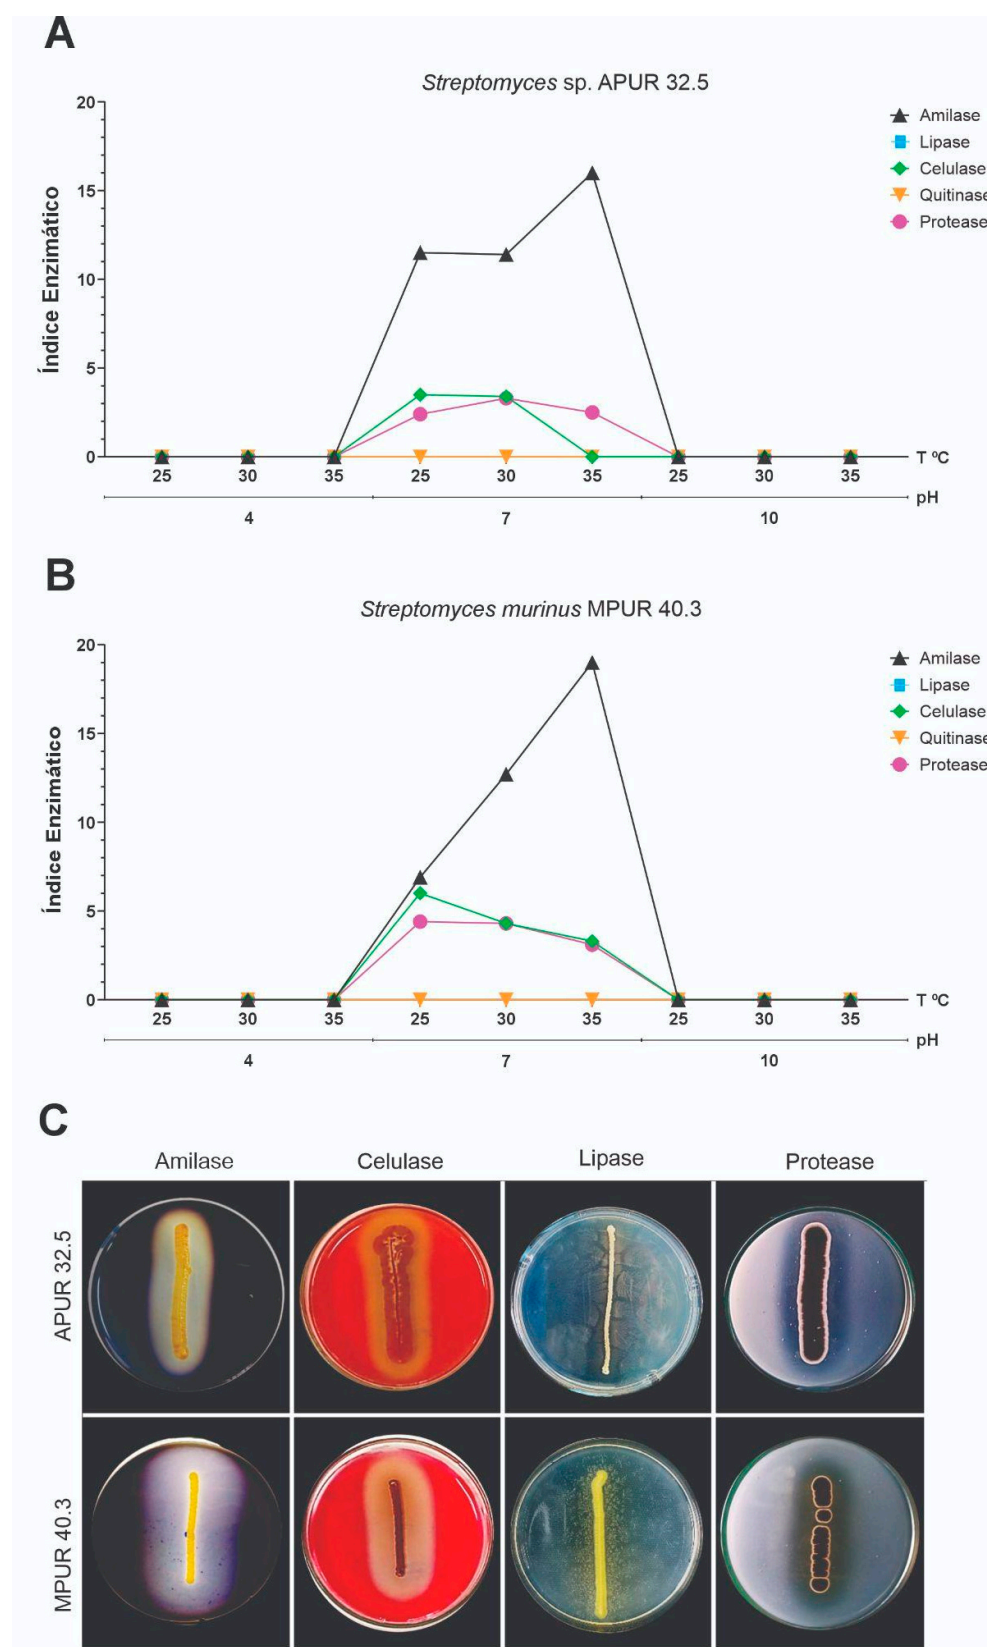 A
Streptomyces sp. APUR 32.5
20
15
10
5
0
Índice Enzimático
Amilase
Lipase
Celulase
Quitinase
Protease
25 30 35 25 30 35 25 30 35 T ºC
pH
4 7 10
B
Streptomyces murinus MPUR 40.3
20
15
10
5
0
Índice Enzimático
Amilase
Lipase
Celulase
Quitinase
Protease
25 30 35 25 30 35 25 30 35 T ºC
pH
4 7 10
C
Amilase Celulase Lipase Protease
APUR 32.5
MPUR 40.3